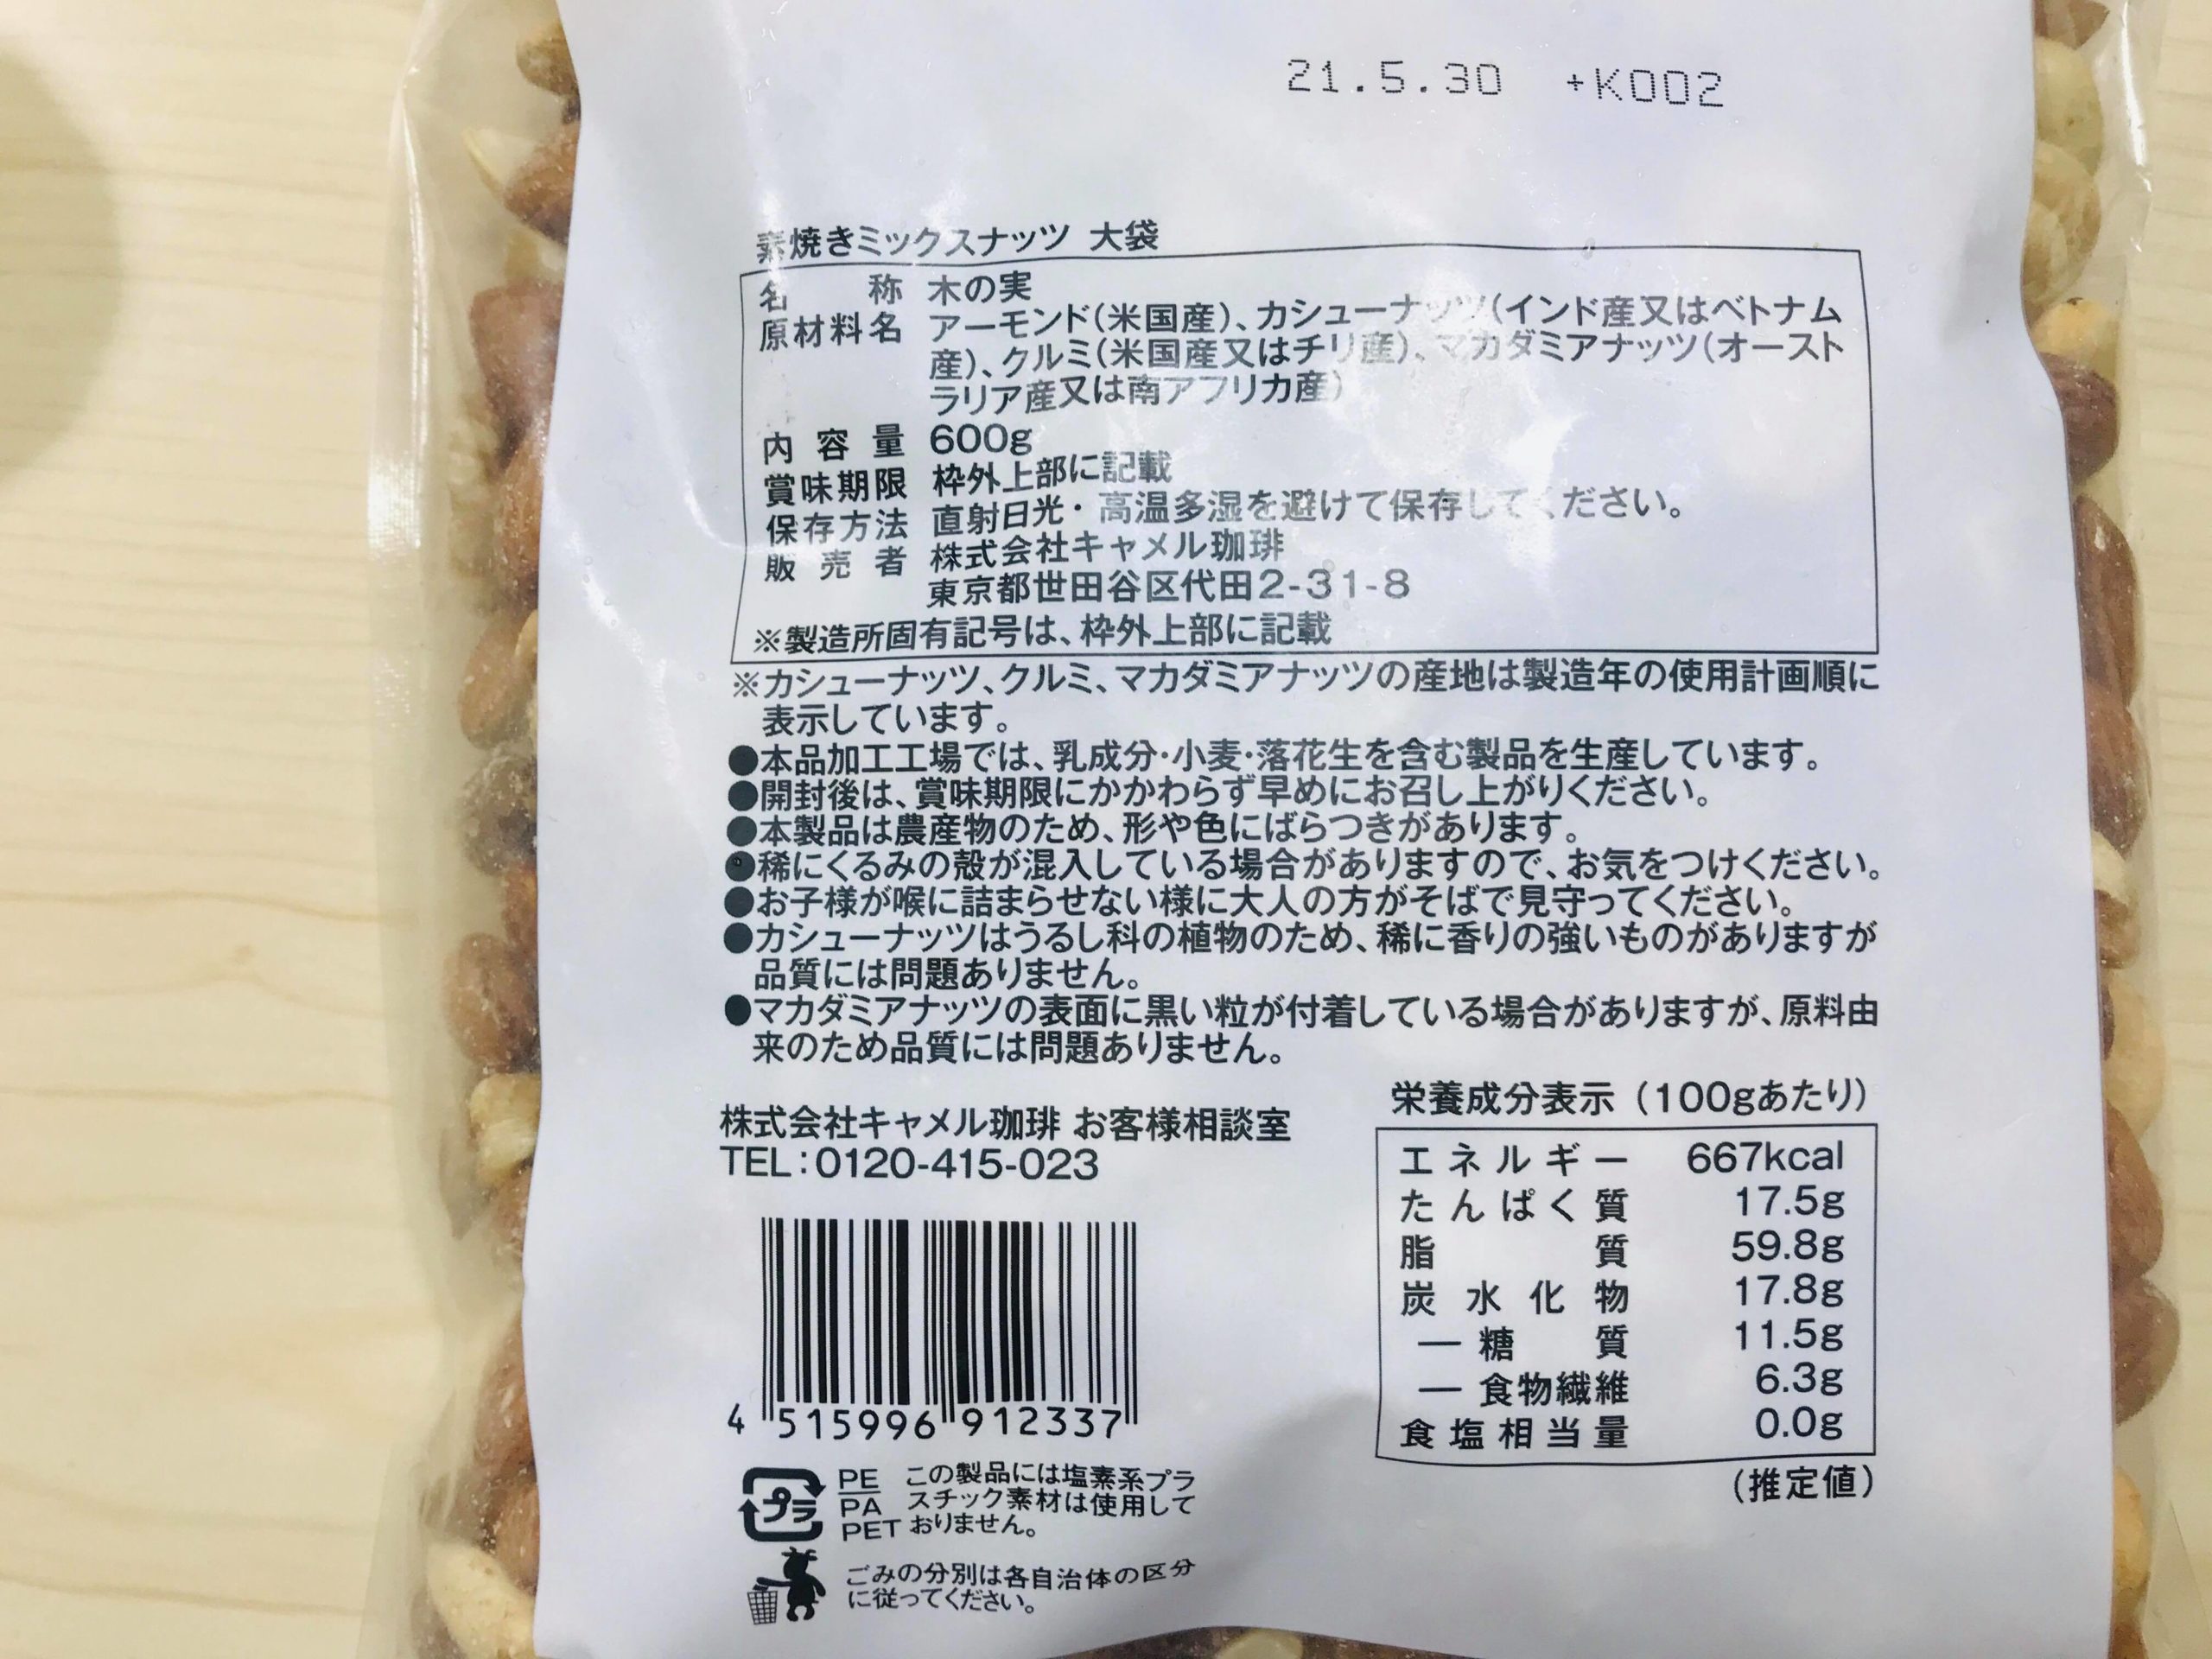 21.5.30 +K002
素焼きミックスナッツ 大袋
名 称 木の実
原材料名 アーモンド(米国産)、カシューナッツ(インド産又はベトナム
産)、クルミ(米国産又はチリ産)、マカダミアナッツ(オースト
ラリア産又は南アフリカ産)
内容量 600g
賞味期限 枠外上部に記載
保存方法 直射日光・高温多湿を避けて保存してください。
販売者 株式会社キャメル珈琲
東京都世田谷区代田2-31-8
※製造所固有記号は、枠外上部に記載
※カシューナッツ、クルミ、マカダミアナッツの産地は製造年の使用計画順に
表示しています。
●本品加工工場では、乳成分・小麦・落花生を含む製品を生産しています。
●開封後は、賞味期限にかかわらず早めにお召し上がりください。
●本製品は農産物のため、形や色にばらつきがあります。
●稀にくるみの殻が混入している場合がありますので、お気をつけください。
●お子様が喉に詰まらせない様に大人の方がそばで見守ってください。
●カシューナッツはうるし科の植物のため、稀に香りの強いものがありますが
品質には問題ありません。
●マカダミアナッツの表面に黒い粒が付着している場合がありますが、原料由
来のため品質には問題ありません。
株式会社キャメル珈琲 お客様相談室
TEL:0120-415-023
4 515996 912337
プラ
PE この製品には塩素系プラ
PA スチック素材は使用して
PET おりません。
ごみの分別は各自治体の区分
に従ってください。
栄養成分表示 (100gあたり)
エネルギー 667kcal
たんぱく質 17.5g
脂質 59.8g
炭水化物 17.8g
― 糖質 11.5g
― 食物繊維 6.3g
食塩相当量 0.0g
(推定値)